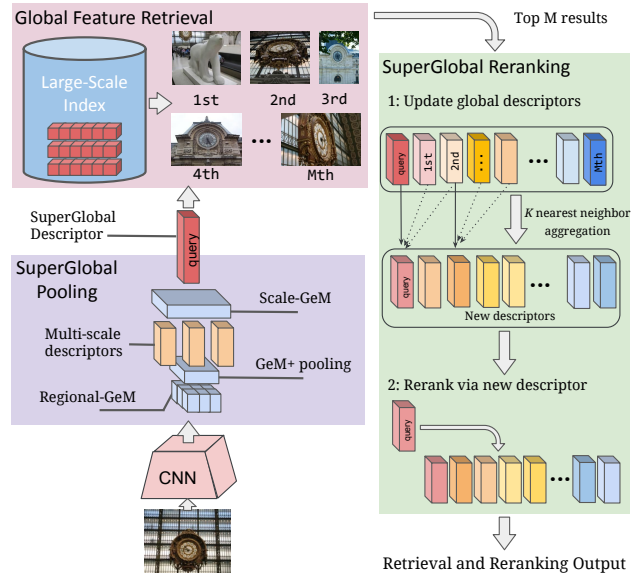 Global Feature Retrieval
Large-Scale
Index
1st
2nd
3rd
4th
Mth
Top M results
SuperGlobal
Descriptor
query
SuperGlobal
Pooling
Scale-GeM
Multi-scale
descriptors
GeM+ pooling
Regional-GeM
CNN
SuperGlobal Reranking
1: Update global descriptors
query
1st
2nd
...
Mth
K nearest neighbor
aggregation
query
New descriptors
2: Rerank via new descriptor
query
Retrieval and Reranking Output